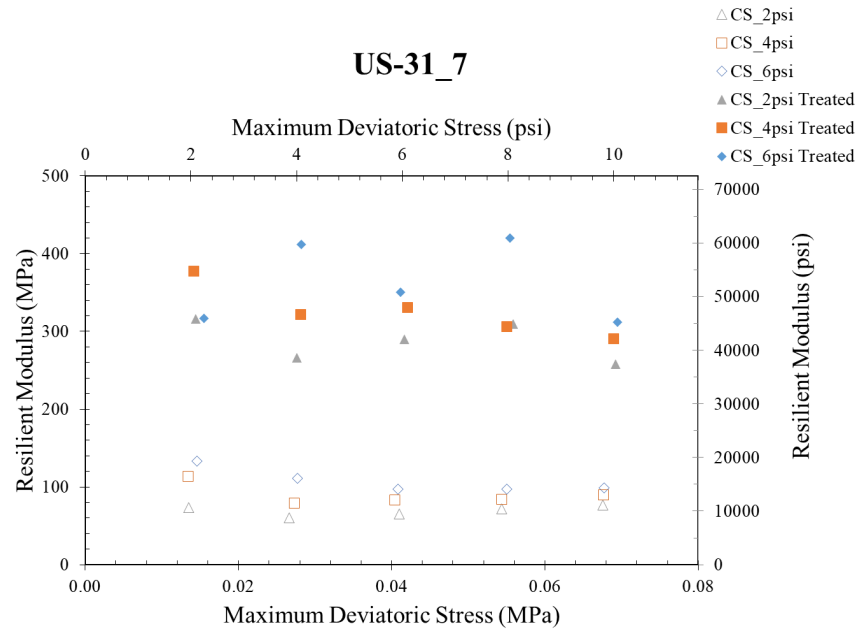 US-31_7
CS_2psi
CS_4psi
CS_6psi
CS_2psi Treated
CS_4psi Treated
CS_6psi Treated
Maximum Deviatoric Stress (psi)
0 2 4 6 8 10
500 70000
400 60000
300 50000
200 40000
100 30000
0 20000
10000
0
Resilient Modulus (MPa)
Resilient Modulus (psi)
0.00 0.02 0.04 0.06 0.08
Maximum Deviatoric Stress (MPa)